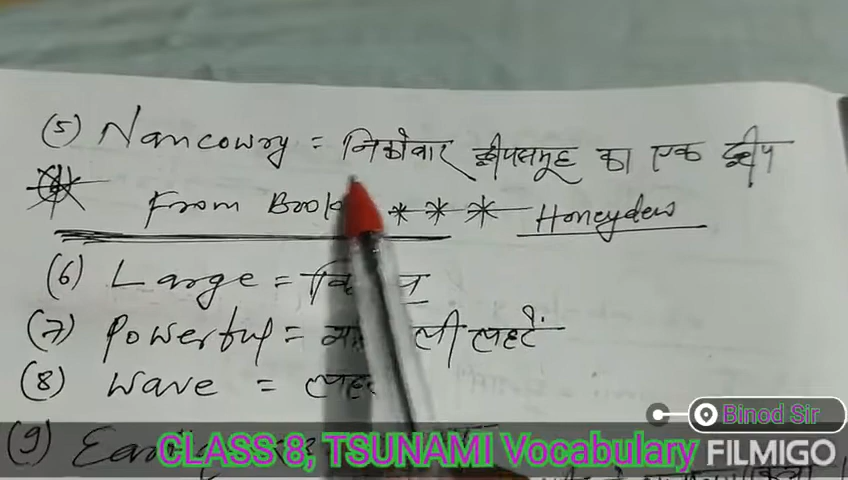 (5) Nancowry = निकोबार द्वीपसमूह का एक द्वीप
From Book *** Honeydew
(6) Large =
(7) Powerful = लहरें
(8) Wave = लहर
(9)
Binod Sir
CLASS 8, TSUNAMI Vocabulary FILMIGO